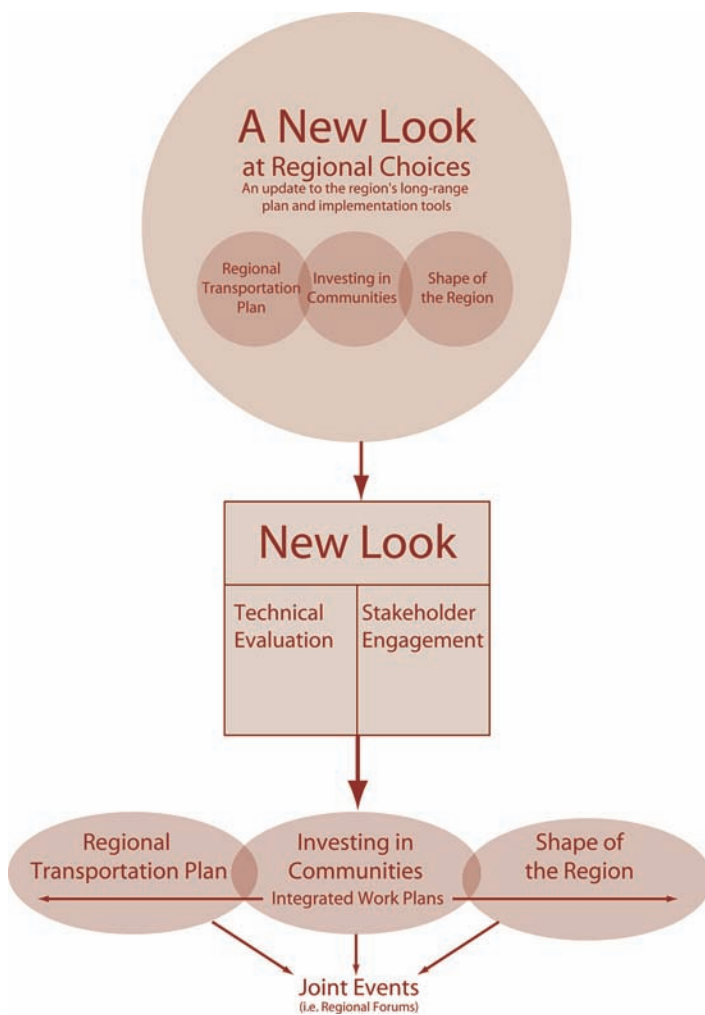 A New Look
at Regional Choices
An update to the region's long-range
plan and implementation tools
Regional
Transportation
Plan
Investing in
Communities
Shape of
the Region
New Look
Technical
Evaluation
Stakeholder
Engagement
Regional
Transportation Plan
Investing in
Communities
Integrated Work Plans
Shape of
the Region
Joint Events
(i.e. Regional Forums)